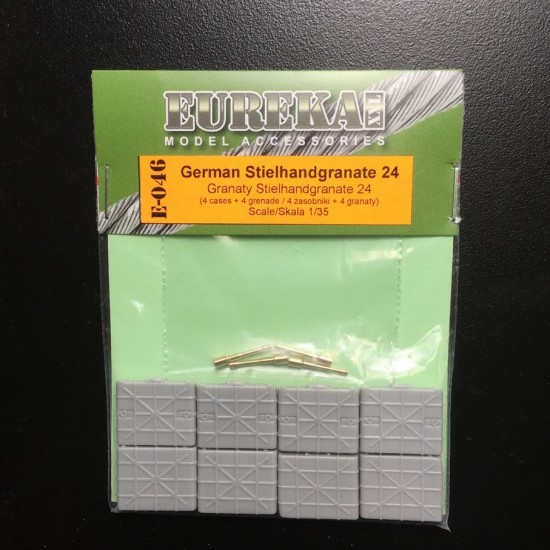 EUREKA XXL
MODEL ACCESSORIES
E-046
German Stielhandgranate 24
Granaty Stielhandgranate 24
(4 cases + 4 grenade / 4 zasobniki + 4 granaty)
Scale/Skala 1/35